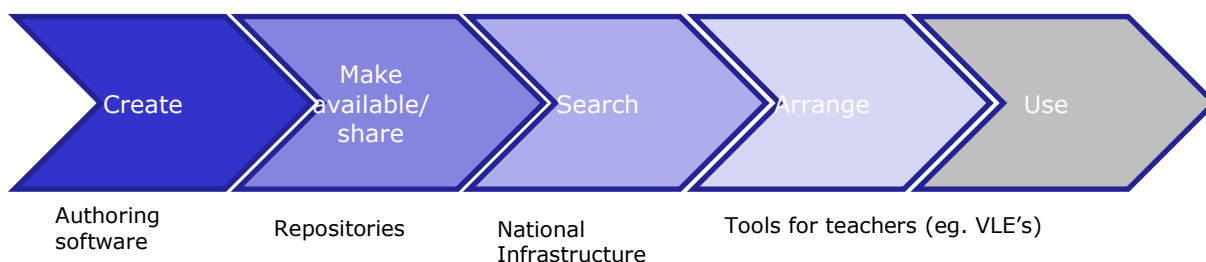 Create
Make
available/
share
Search
Arrange
Use
Authoring
software
Repositories
National
Infrastructure
Tools for teachers (eg. VLE's)